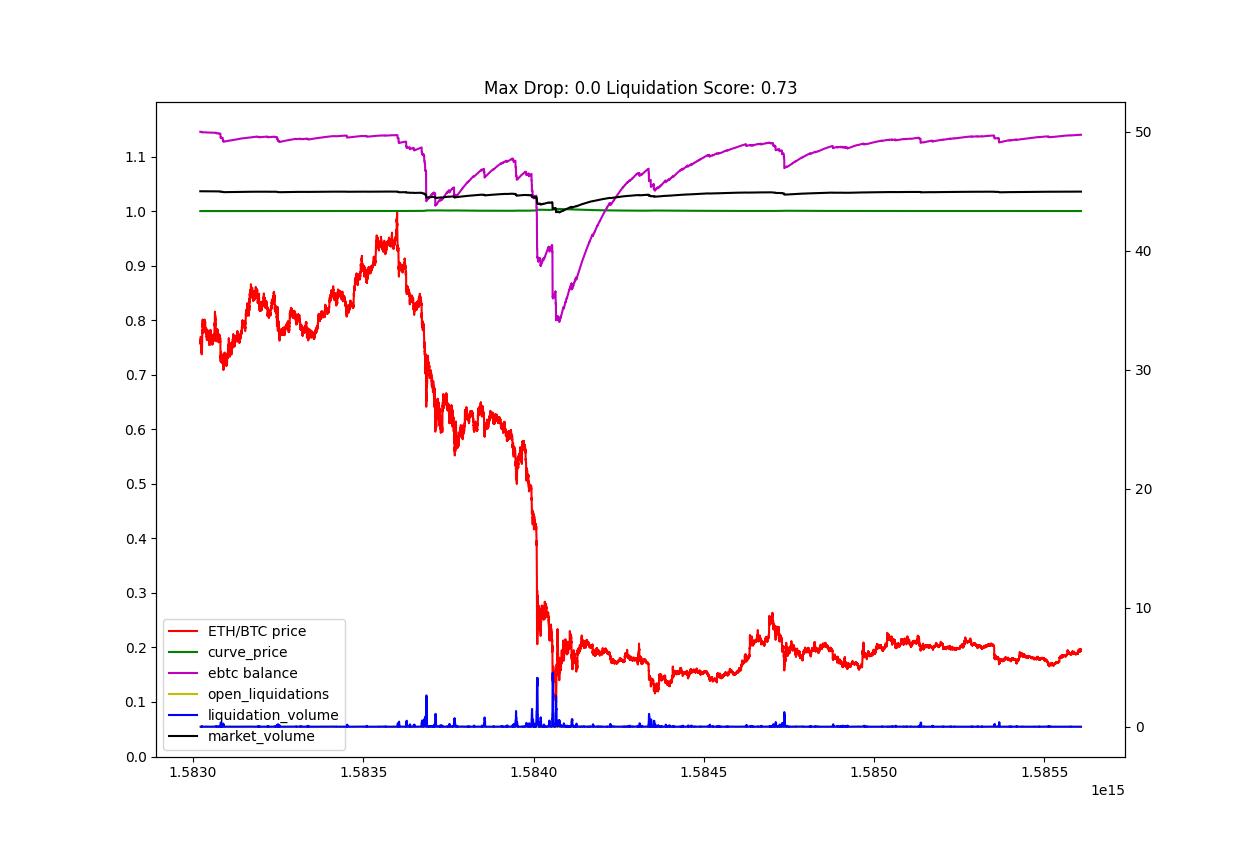 Max Drop: 0.0 Liquidation Score: 0.73
1.1
1.0
0.9
0.8
0.7
0.6
0.5
0.4
0.3
0.2
0.1
0.0
50
40
30
20
10
0
ETH/BTC price
curve_price
ebtc balance
open_liquidations
liquidation_volume
market_volume
1.5830 1.5835 1.5840 1.5845 1.5850 1.5855
1e15